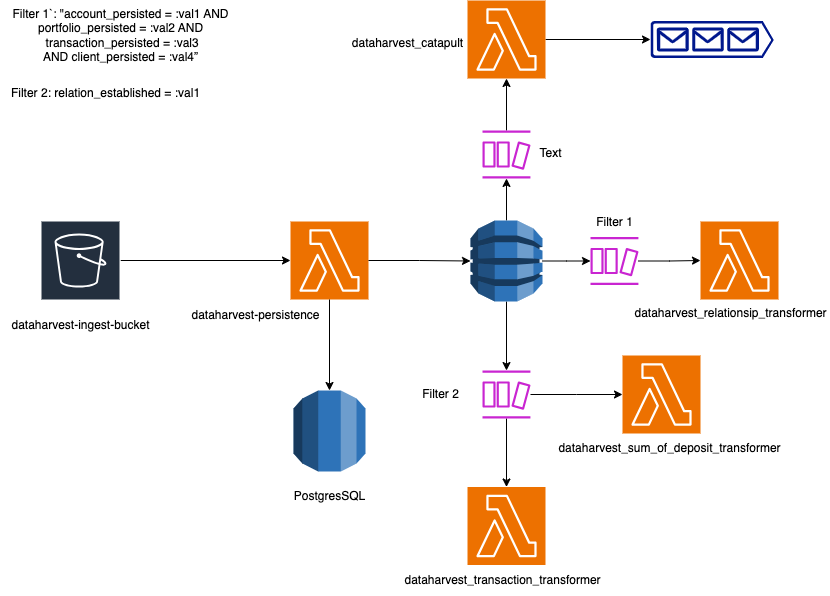 Filter 1`: "account_persisted = :val1 AND
portfolio_persisted = :val2 AND
transaction_persisted = :val3
AND client_persisted = :val4”
Filter 2: relation_established = :val1
dataharvest_catapult
Text
Filter 1
dataharvest-ingest-bucket
dataharvest-persistence
dataharvest_relationsip_transformer
Filter 2
dataharvest_sum_of_deposit_transformer
PostgresSQL
dataharvest_transaction_transformer